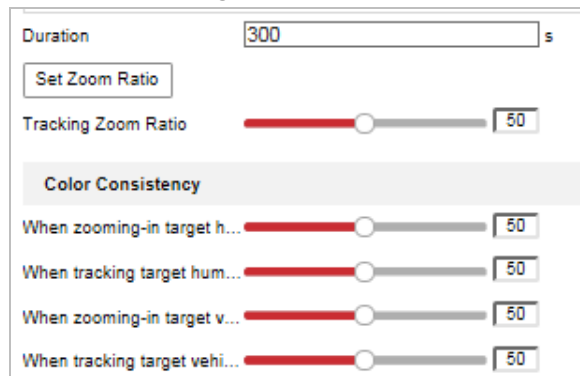 Duration 300 s
Set Zoom Ratio
Tracking Zoom Ratio 50
Color Consistency
When zooming-in target h... 50
When tracking target hum... 50
When zooming-in target v... 50
When tracking target vehi... 50